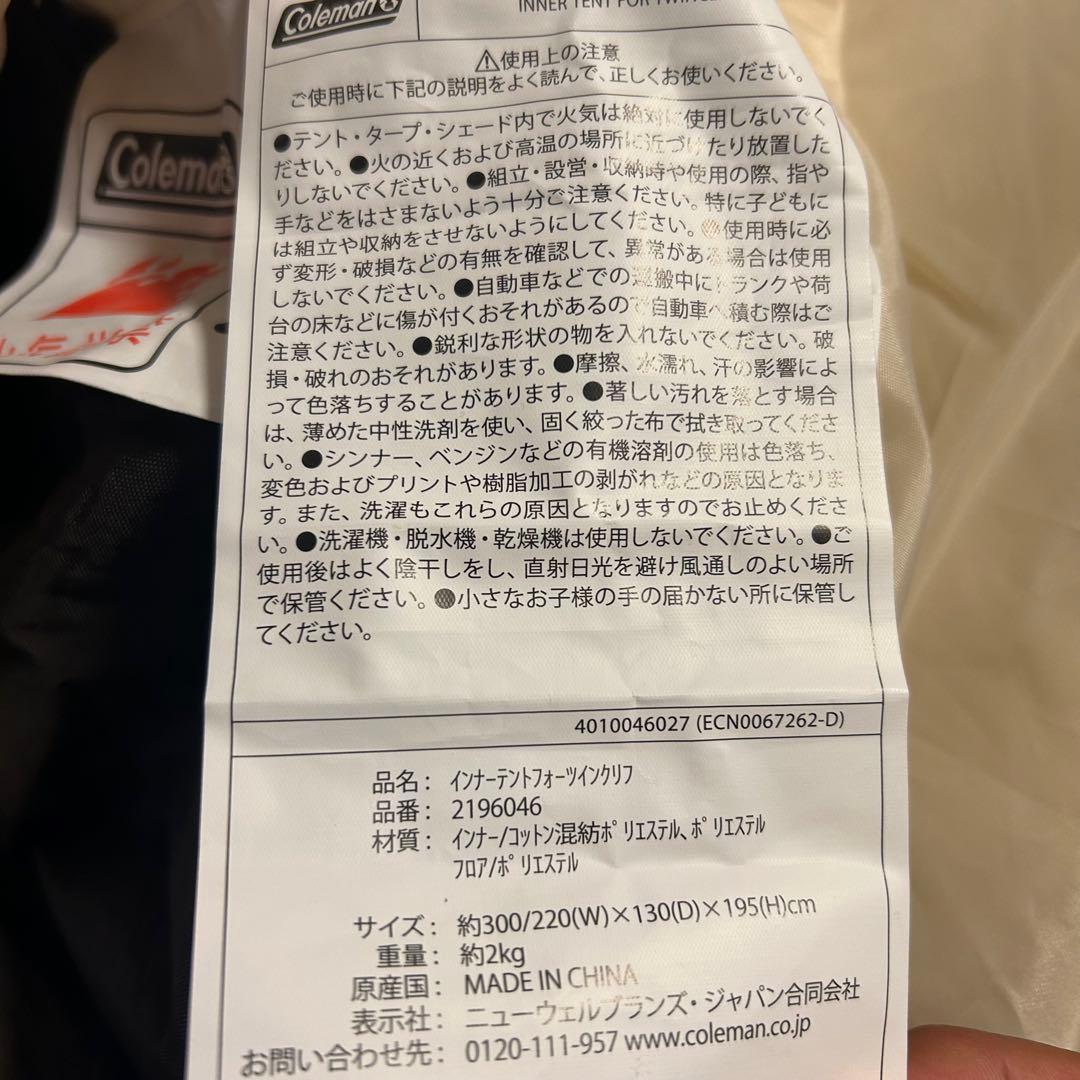 Coleman
INNER TENT FOR
⚠使用上の注意
ご使用時に下記の説明をよく読んで、正しくお使いください。
●テント・タープ・シェード内で火気は絶対に使用しないでく
ださい。●火の近くおよび高温の場所に近づけたり放置した
りしないでください。●組立・設営・収納時や使用の際、指や
手などをはさまないよう十分ご注意ください。特に子どもに
は組立や収納をさせないようにしてください。●使用時に必
ず変形・破損などの有無を確認して、異常がある場合は使用
しないでください。●自動車などでの運搬中にトランクや荷
台の床などに傷が付くおそれがあるので自動車へ積む際はご
注意ください。●鋭利な形状の物を入れないでください。破
損・破れのおそれがあります。●摩擦、水濡れ、汗の影響によ
って色落ちすることがあります。●著しい汚れを落とす場合
は、薄めた中性洗剤を使い、固く絞った布で拭き取ってくださ
い。●シンナー、ベンジンなどの有機溶剤の使用は色落ち、
変色およびプリントや樹脂加工の剥がれなどの原因となりま
す。また、洗濯もこれらの原因となりますのでお止めくださ
い。●洗濯機・脱水機・乾燥機は使用しないでください。●ご
使用後はよく陰干しをし、直射日光を避け風通しのよい場所
で保管ください。●小さなお子様の手の届かない所に保管し
てください。
4010046027 (ECN0067262-D)
品名： インナーテントフォーツインクリフ
品番： 2196046
材質： インナー/コットン混紡ポリエステル、ポリエステル
フロア/ポリエステル
サイズ： 約300/220(W)×130(D)×195(H)cm
重量： 約2kg
原産国： MADE IN CHINA
表示社： ニューウェルブランズ・ジャパン合同会社
お問い合わせ先： 0120-111-957 www.coleman.co.jp
Coleman